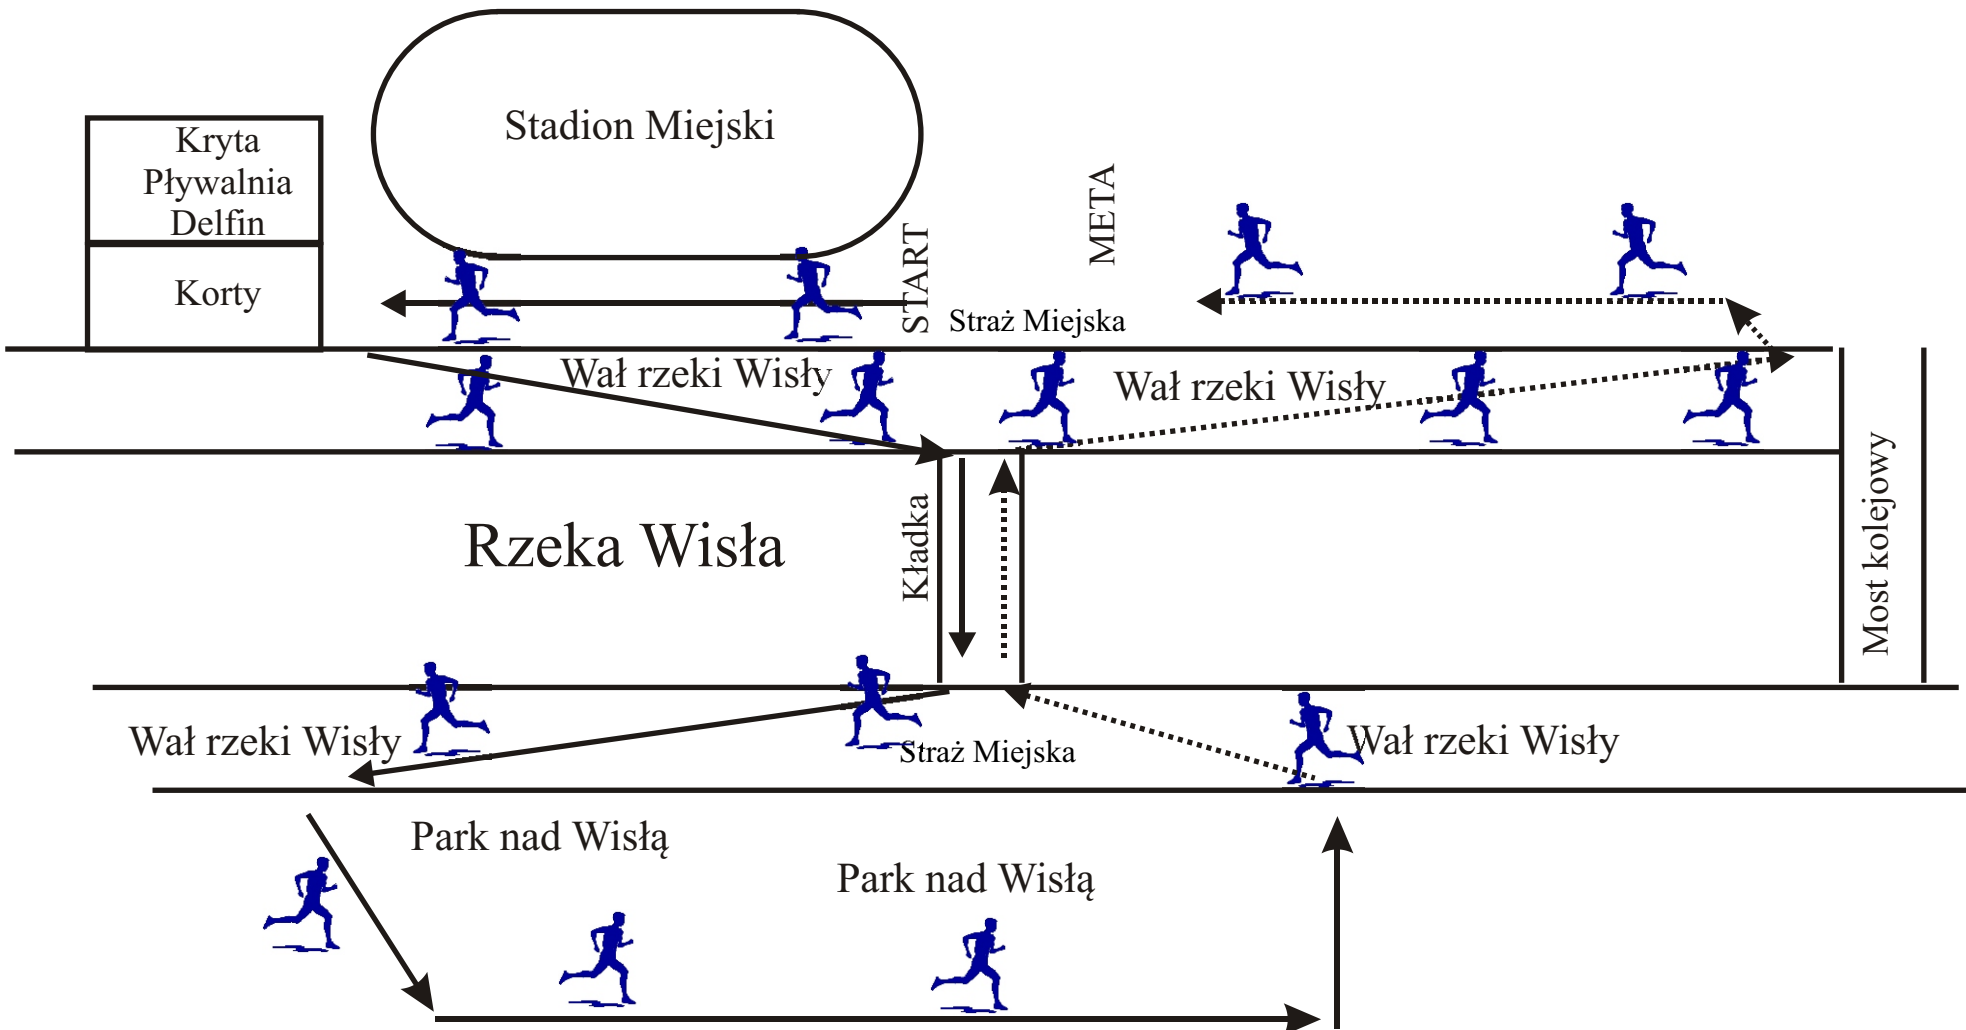 Stadion Miejski
Kryta
Pływalnia
Delfin
Korty
START
META
Straż Miejska
Wał rzeki Wisły
Wał rzeki Wisły
Rzeka Wisła
Kładka
Most kolejowy
Wał rzeki Wisły
Straż Miejska
Wał rzeki Wisły
Park nad Wisłą
Park nad Wisłą